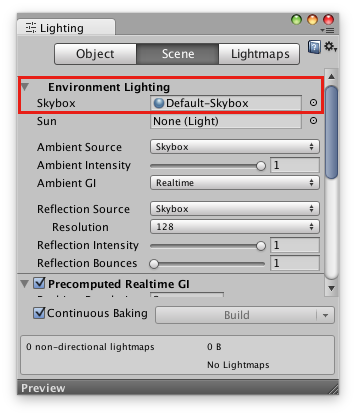 Lighting
Object Scene Lightmaps
Environment Lighting
Skybox Default-Skybox
Sun None (Light)
Ambient Source Skybox
Ambient Intensity 1
Ambient GI Realtime
Reflection Source Skybox
Resolution 128
Reflection Intensity 1
Reflection Bounces 1
Precomputed Realtime GI
Continuous Baking Build
0 non-directional lightmaps 0 B
No Lightmaps
Preview